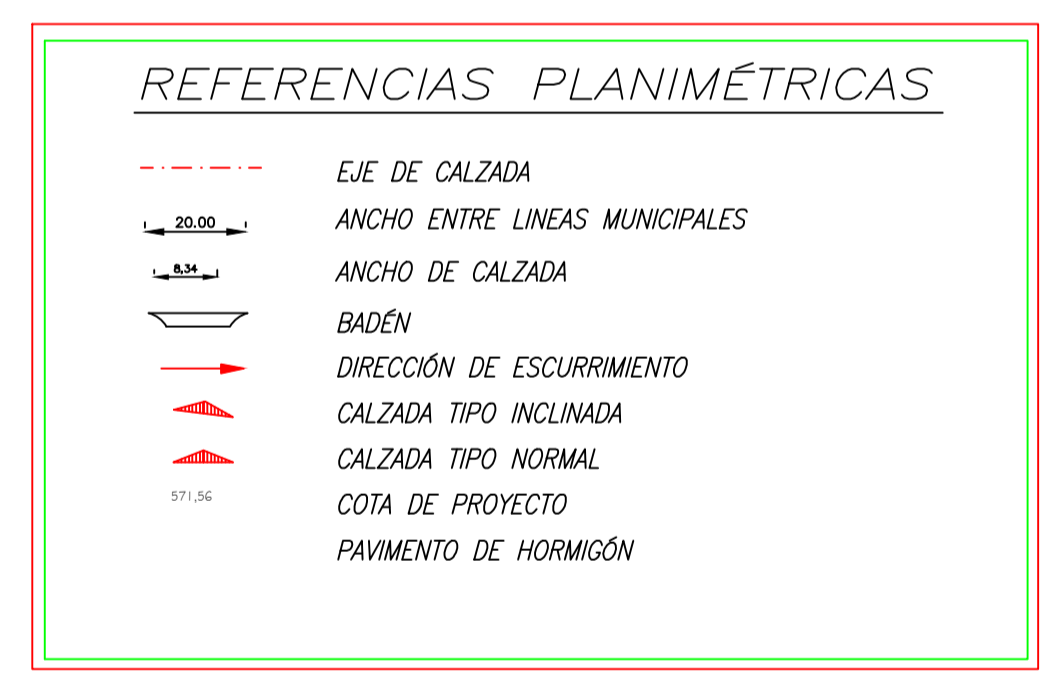 REFERENCIAS PLANIMÉTRICAS
EJE DE CALZADA
20.00 ANCHO ENTRE LINEAS MUNICIPALES
8,34 ANCHO DE CALZADA
BADÉN
DIRECCIÓN DE ESCURRIMIENTO
CALZADA TIPO INCLINADA
CALZADA TIPO NORMAL
571,56 COTA DE PROYECTO
PAVIMENTO DE HORMIGÓN